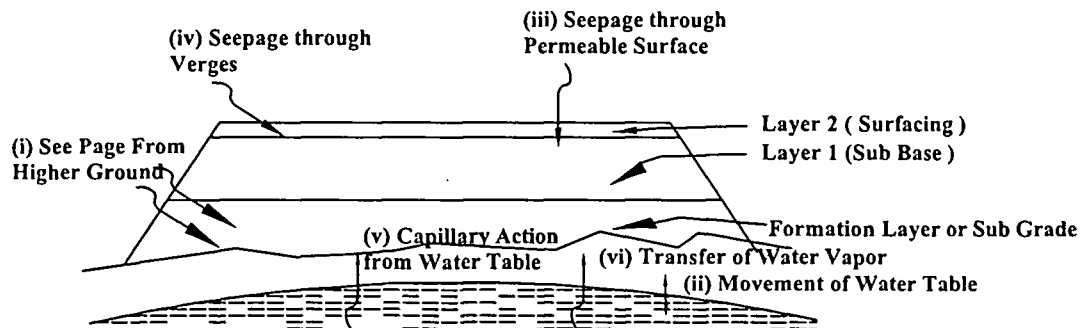 (iii) Seepage through
Permeable Surface
(iv) Seepage through
Verges
Layer 2 ( Surfacing )
Layer 1 (Sub Base )
(i) See Page From
Higher Ground
Formation Layer or Sub Grade
(v) Capillary Action
from Water Table
(vi) Transfer of Water Vapor
(ii) Movement of Water Table